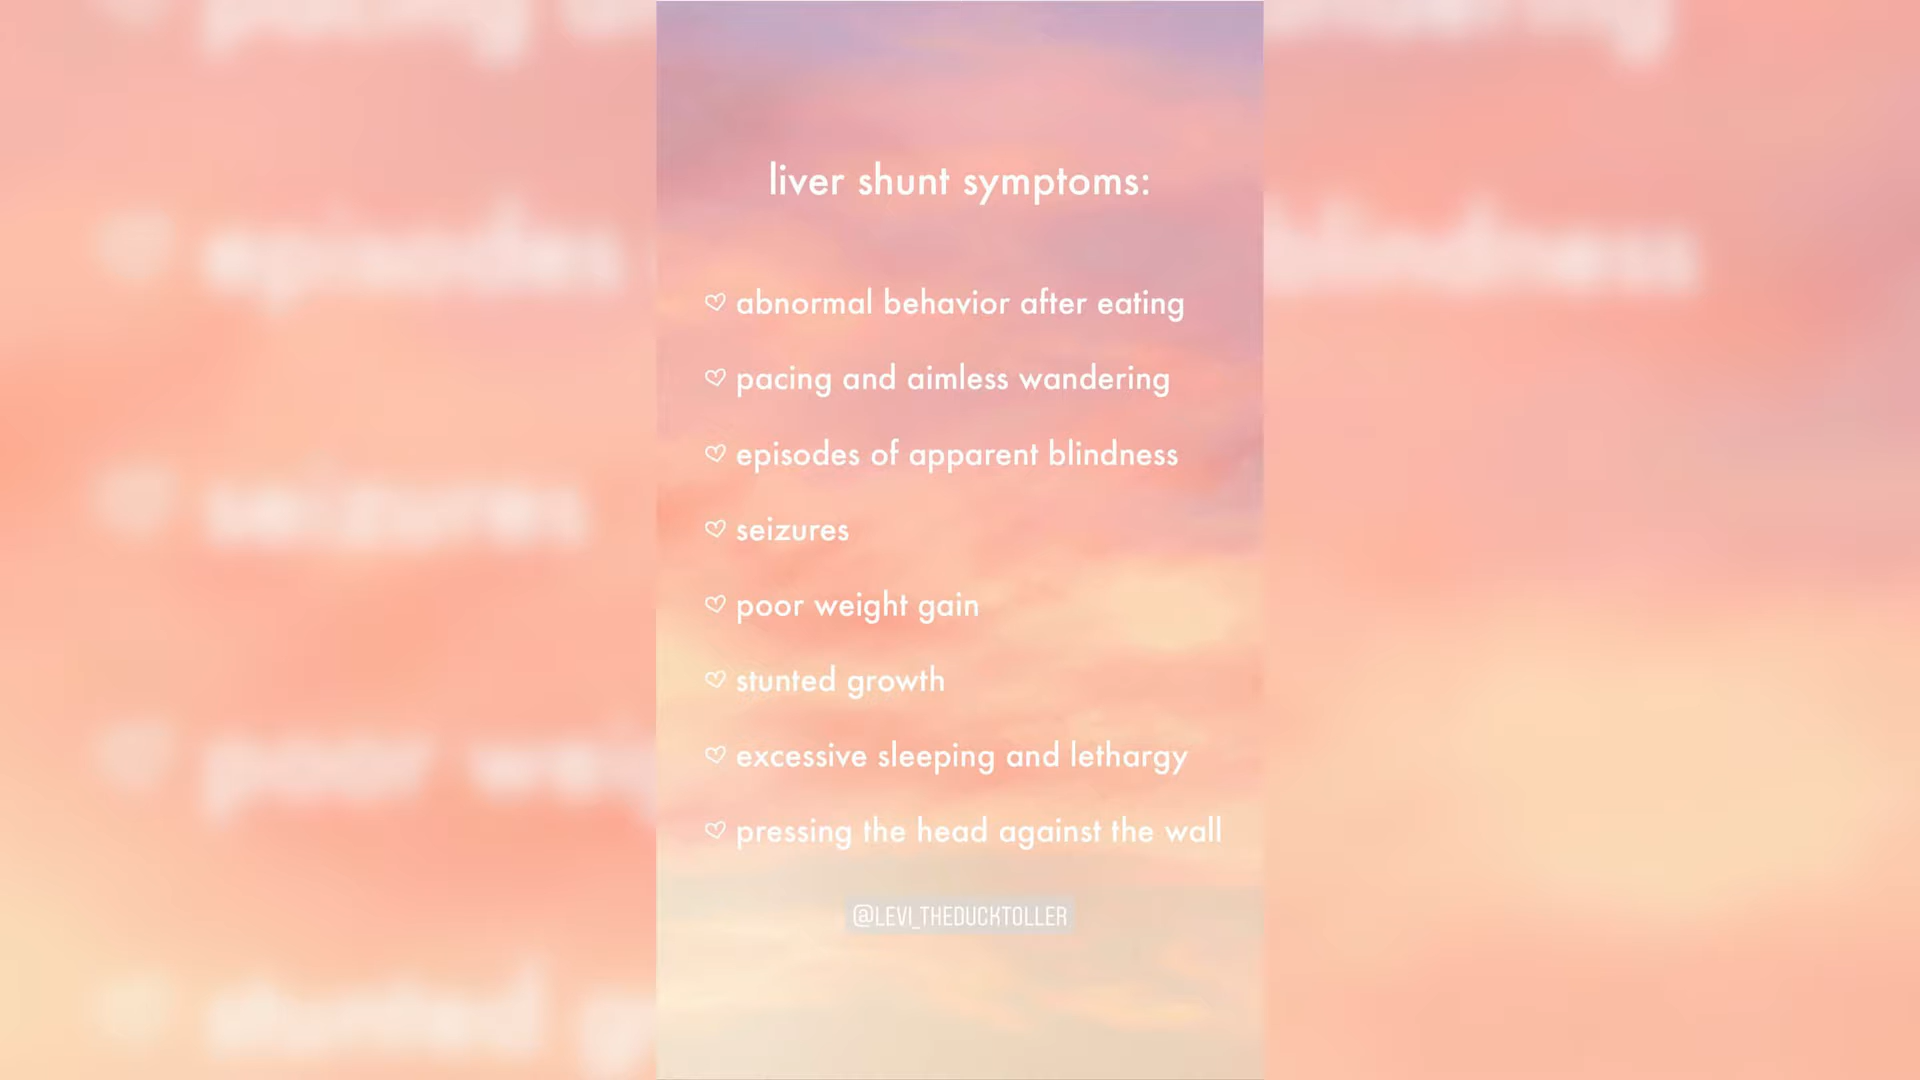 liver shunt symptoms:
♡ abnormal behavior after eating
♡ pacing and aimless wandering
♡ episodes of apparent blindness
♡ seizures
♡ poor weight gain
♡ stunted growth
♡ excessive sleeping and lethargy
♡ pressing the head against the wall
@LEVI_THEDUCKTOLLER